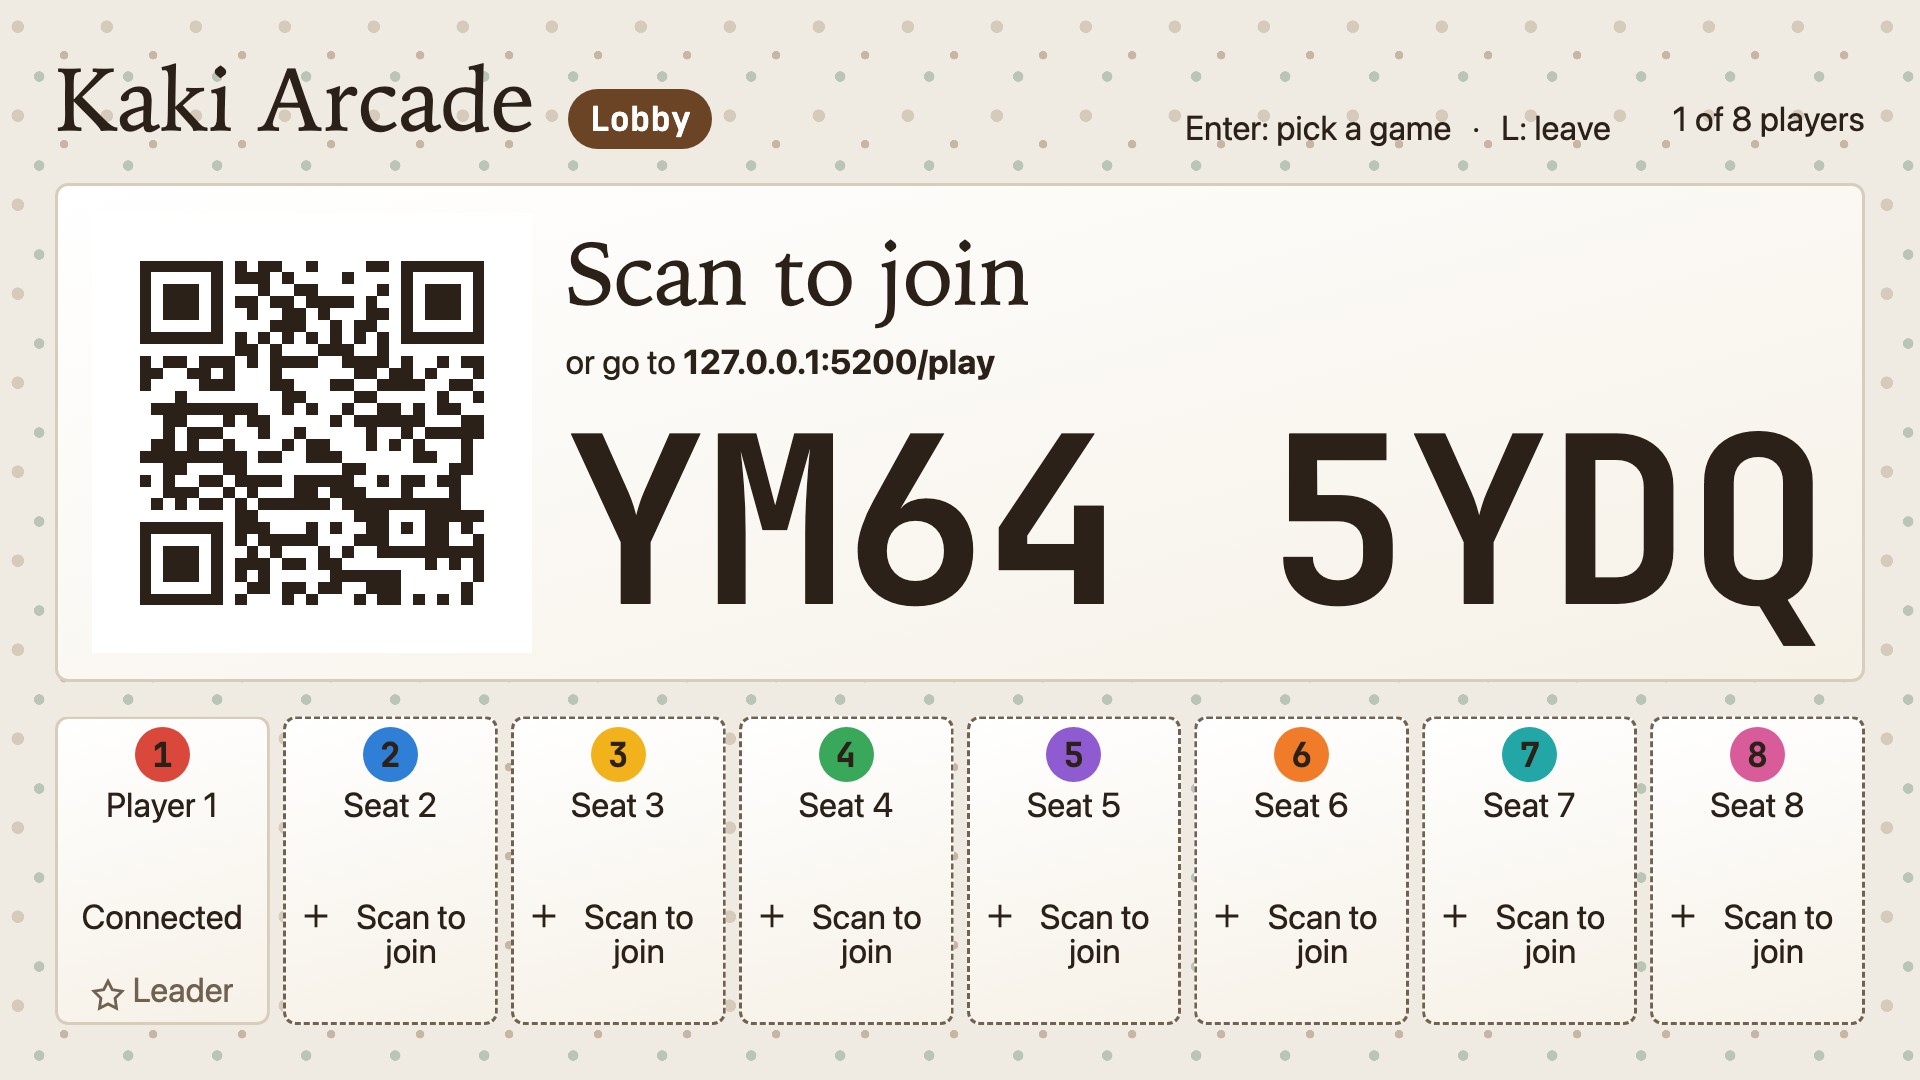 Kaki Arcade
Lobby
Enter: pick a game · L: leave
1 of 8 players
Scan to join
or go to 127.0.0.1:5200/play
YM64 5YDQ
1
Player 1
Connected
☆ Leader
2
Seat 2
+ Scan to
join
3
Seat 3
+ Scan to
join
4
Seat 4
+ Scan to
join
5
Seat 5
+ Scan to
join
6
Seat 6
+ Scan to
join
7
Seat 7
+ Scan to
join
8
Seat 8
+ Scan to
join